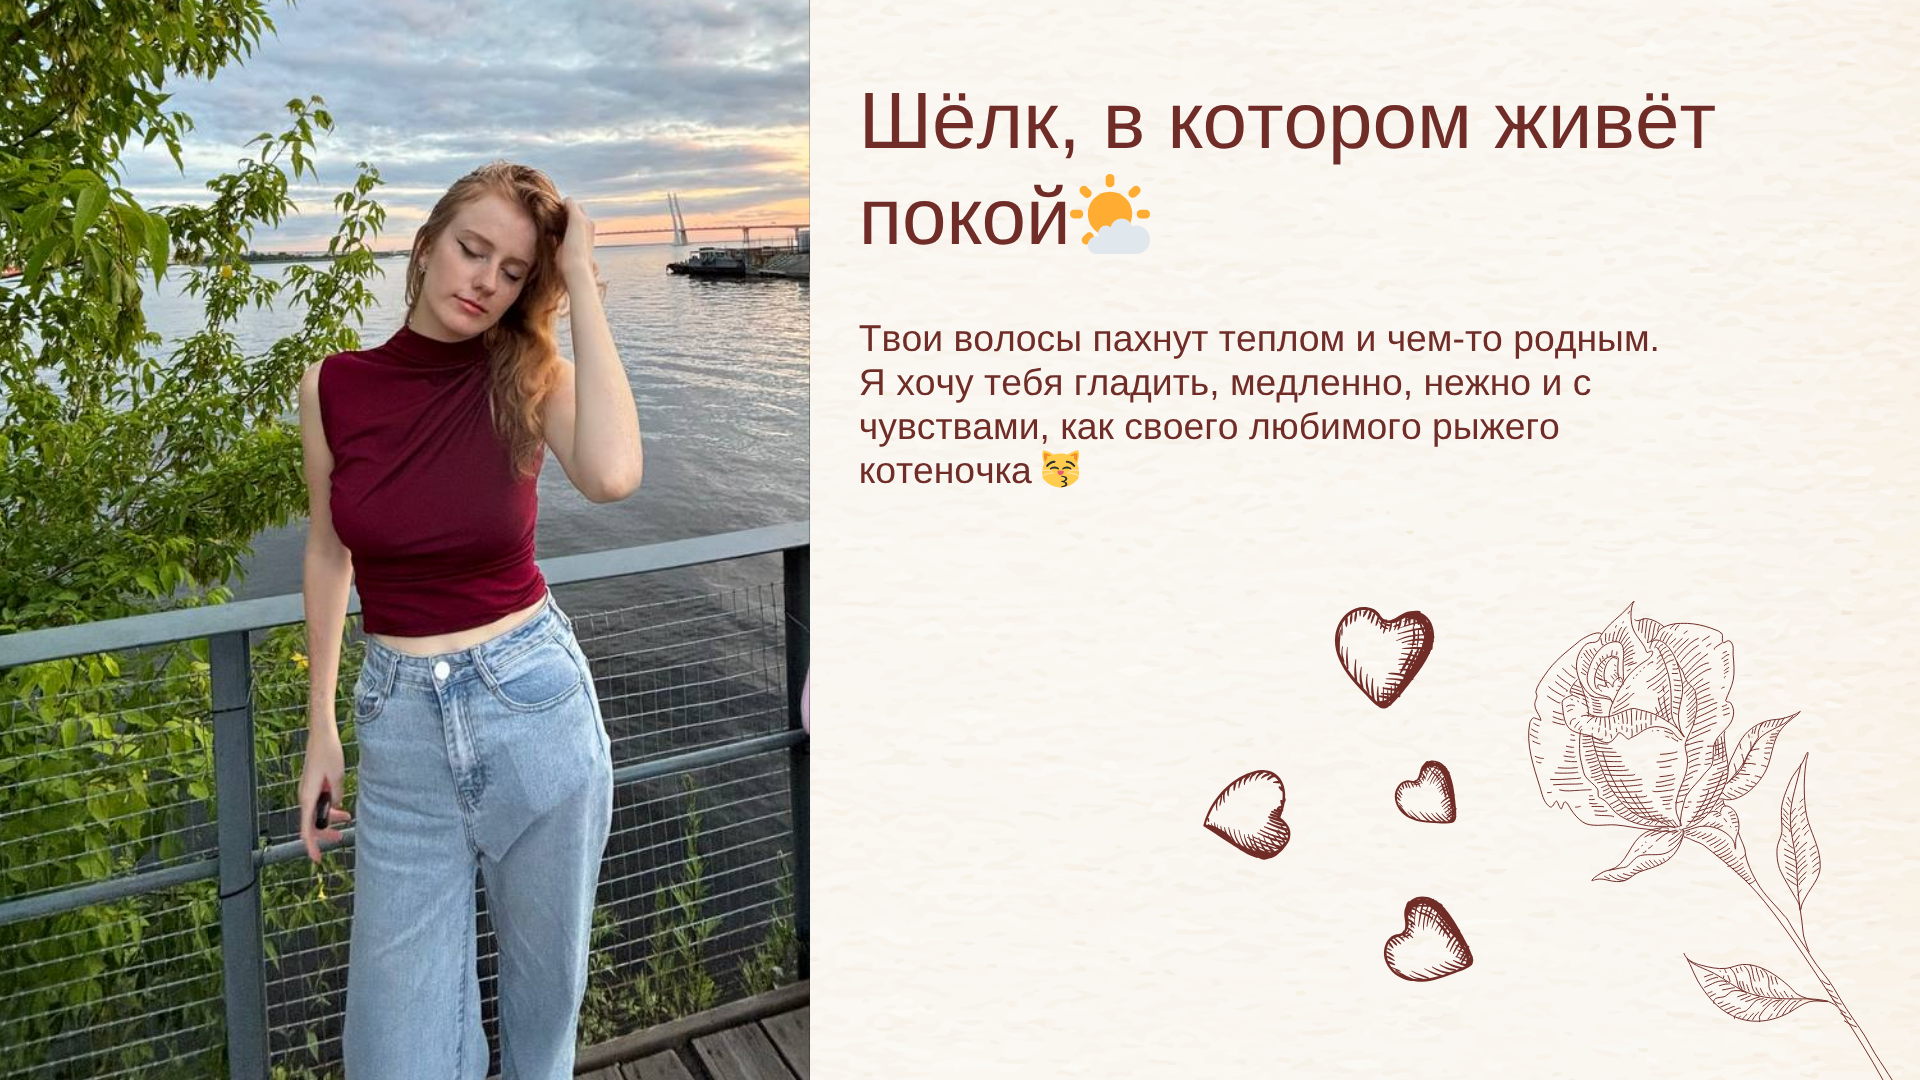 Шёлк, в котором живёт
покой🌤️
Твои волосы пахнут теплом и чем-то родным.
Я хочу тебя гладить, медленно, нежно и с
чувствами, как своего любимого рыжего
котеночка 😽